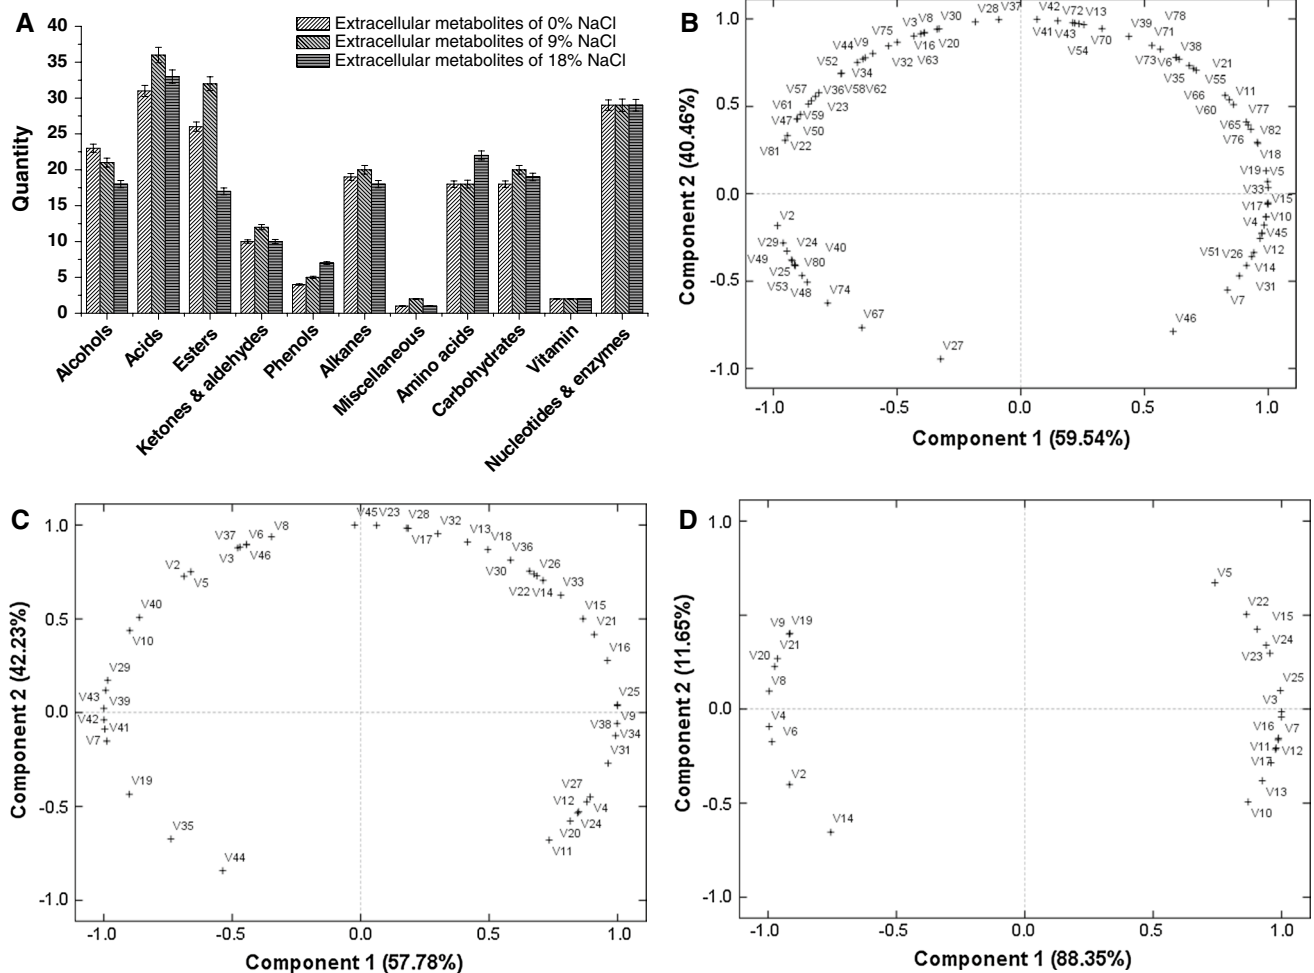 A
Extracellular metabolites of 0% NaCl
Extracellular metabolites of 9% NaCl
Extracellular metabolites of 18% NaCl
Quantity
40
35
30
25
20
15
10
5
0
Alcohols
Acids
Esters
Ketones & aldehydes
Phenols
Alkanes
Miscellaneous
Amino acids
Carbohydrates
Vitamin
Nucleotides & enzymes
B
Component 2 (40.46%)
1.0
0.5
0.0
-0.5
-1.0
V28 V37 V42 V72 V13
V3 V8 V30 V41 V43 V39 V78
V75 V16 V20 V54 V70 V71
V44 V9 V32 V63 V73 V6 V38
V52 V34 V35 V21
V55
V57 V36 V58 V62 V66 V11
V61 V23 V60 V77
V47 V59 V65 V82
V50 V76
V81 V22 V18
V19 V5
V33
V17 V15
V2 V4 V10
V45
V29 V24 V40 V51 V26 V12
V49 V25 V80 V14
V53 V48 V74 V31
V7
V67 V46
V27
-1.0 -0.5 0.0 0.5 1.0
Component 1 (59.54%)
C
Component 2 (42.23%)
1.0
0.5
0.0
-0.5
-1.0
V45 V23 V28 V32
V37 V6 V8 V17 V13 V18
V3 V46 V36
V2 V30 V26
V5 V22 V14 V33
V40 V15
V10 V21
V16
V29
V43 V39 V25
V42 V9
V41 V38 V34
V7 V31
V19 V27
V12 V4
V35 V20 V24
V11
V44
-1.0 -0.5 0.0 0.5 1.0
Component 1 (57.78%)
D
Component 2 (11.65%)
1.0
0.5
0.0
-0.5
-1.0
V5
V22
V9 V19 V15
V21 V24
V20 V23
V8 V25
V3
V4 V16 V7
V6 V11 V12
V17
V2 V13
V14 V10
-1.0 -0.5 0.0 0.5 1.0
Component 1 (88.35%)